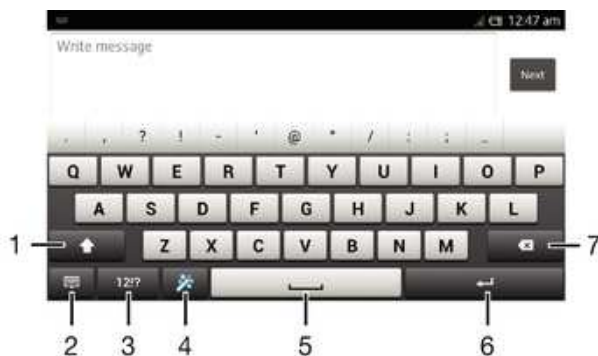 12:47 am
Write message
Next
. , ? ! - ' @ " / : ; _
Q W E R T Y U I O P
A S D F G H J K L
1 Z X C V B N M 7
12!?
2 3 4 5 6